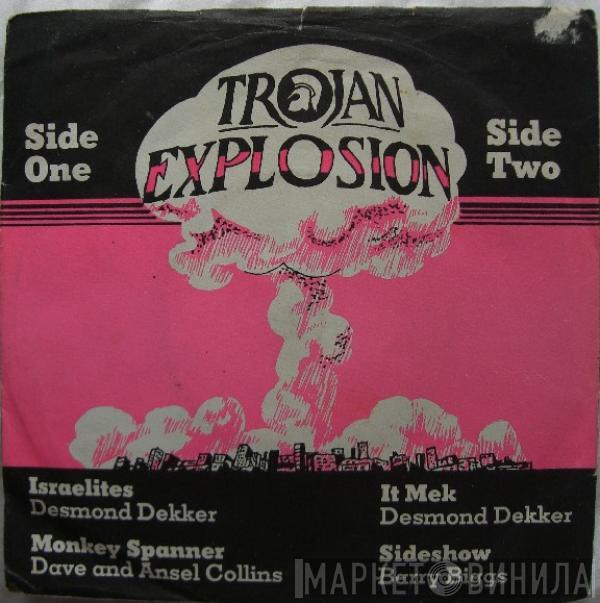 TROJAN
EXPLOSION
Side
One
Side
Two
Israelites
Desmond Dekker
Monkey Spanner
Dave and Ansel Collins
It Mek
Desmond Dekker
Sideshow
Barry Biggs
МАРКЕТ ВИНИЛА